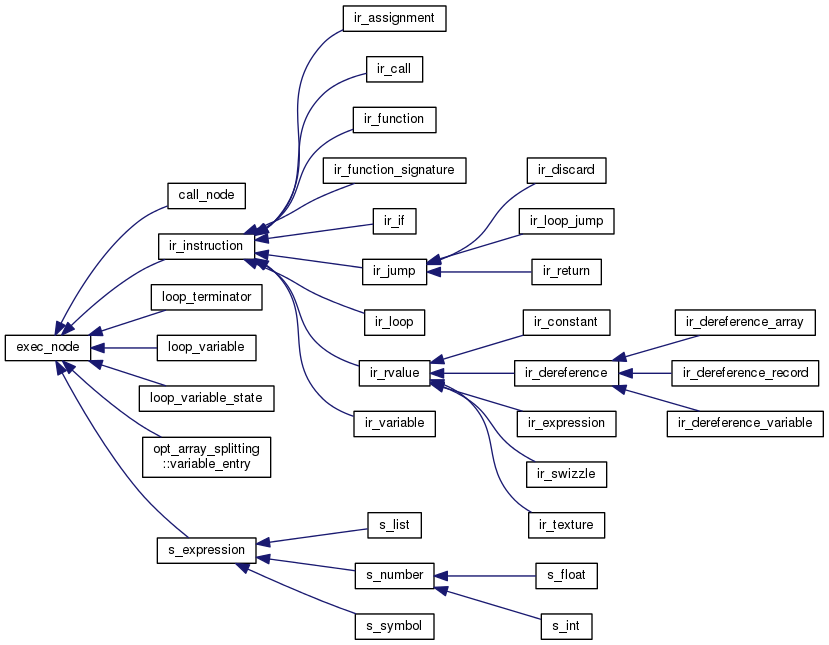 ir_assignment
ir_call
ir_function
ir_function_signature
ir_discard
call_node
ir_if
ir_loop_jump
ir_instruction
ir_jump
ir_return
loop_terminator
ir_loop
ir_constant
ir_dereference_array
exec_node
loop_variable
ir_rvalue
ir_dereference
ir_dereference_record
loop_variable_state
ir_variable
ir_expression
ir_dereference_variable
opt_array_splitting
::variable_entry
ir_swizzle
s_list
ir_texture
s_expression
s_number
s_float
s_symbol
s_int